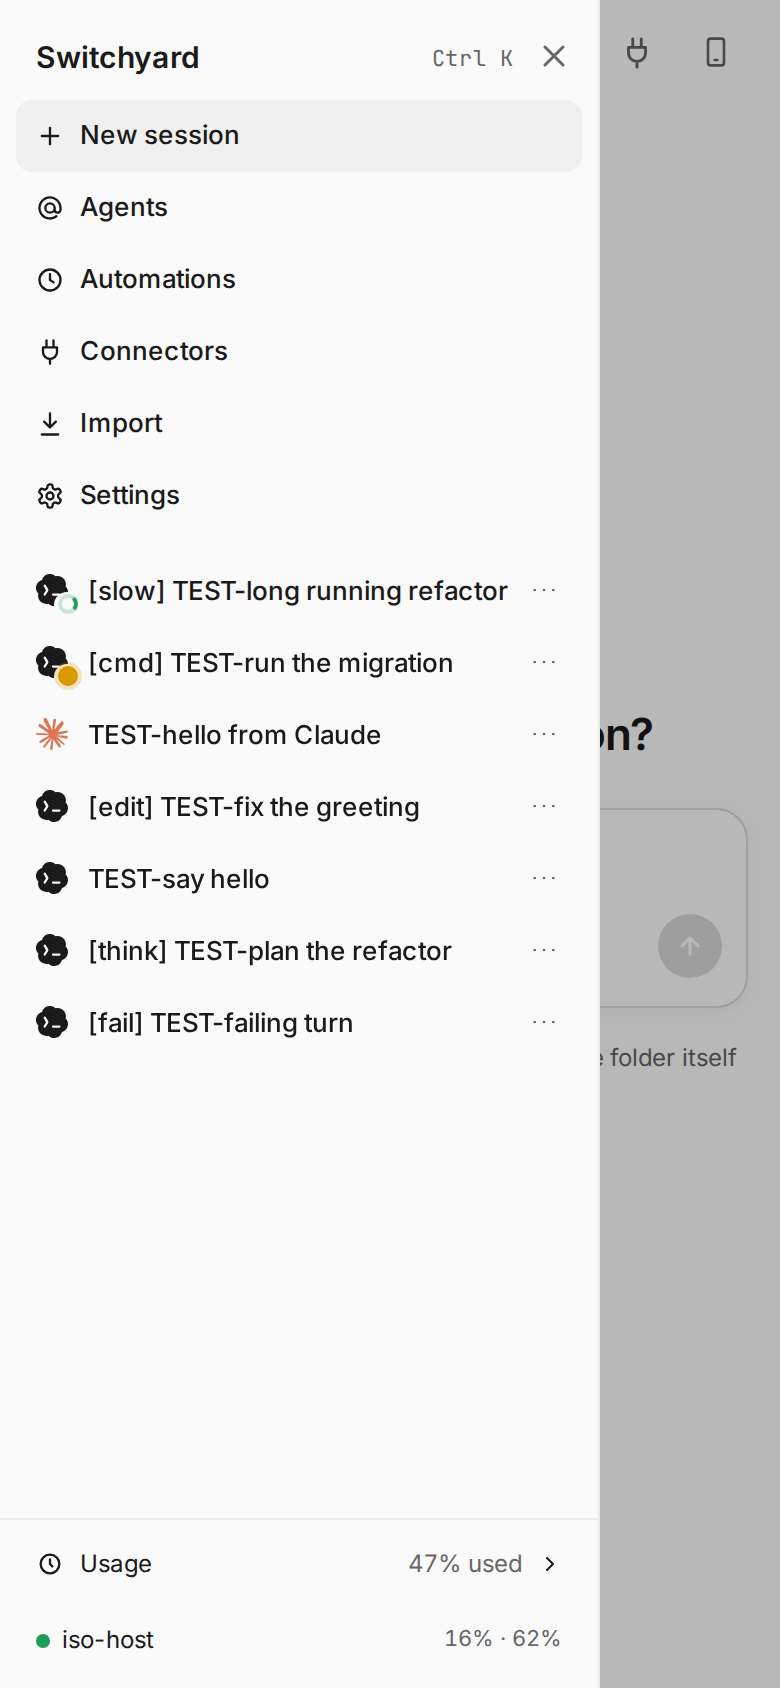 Switchyard
Ctrl K
New session
Agents
Automations
Connectors
Import
Settings
[slow] TEST-long running refactor
[cmd] TEST-run the migration
TEST-hello from Claude
[edit] TEST-fix the greeting
TEST-say hello
[think] TEST-plan the refactor
[fail] TEST-failing turn
Usage
47% used
iso-host
16% · 62%
on?
folder itself